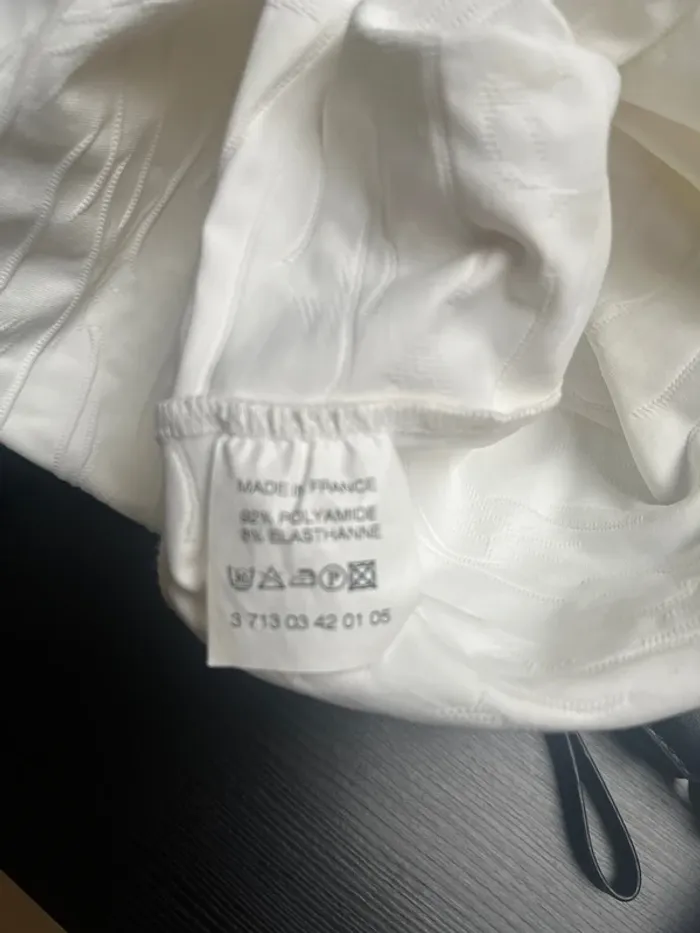 MADE in FRANCE
92% POLYAMIDE
8% ELASTHANNE
P
3 713 03 42 01 05